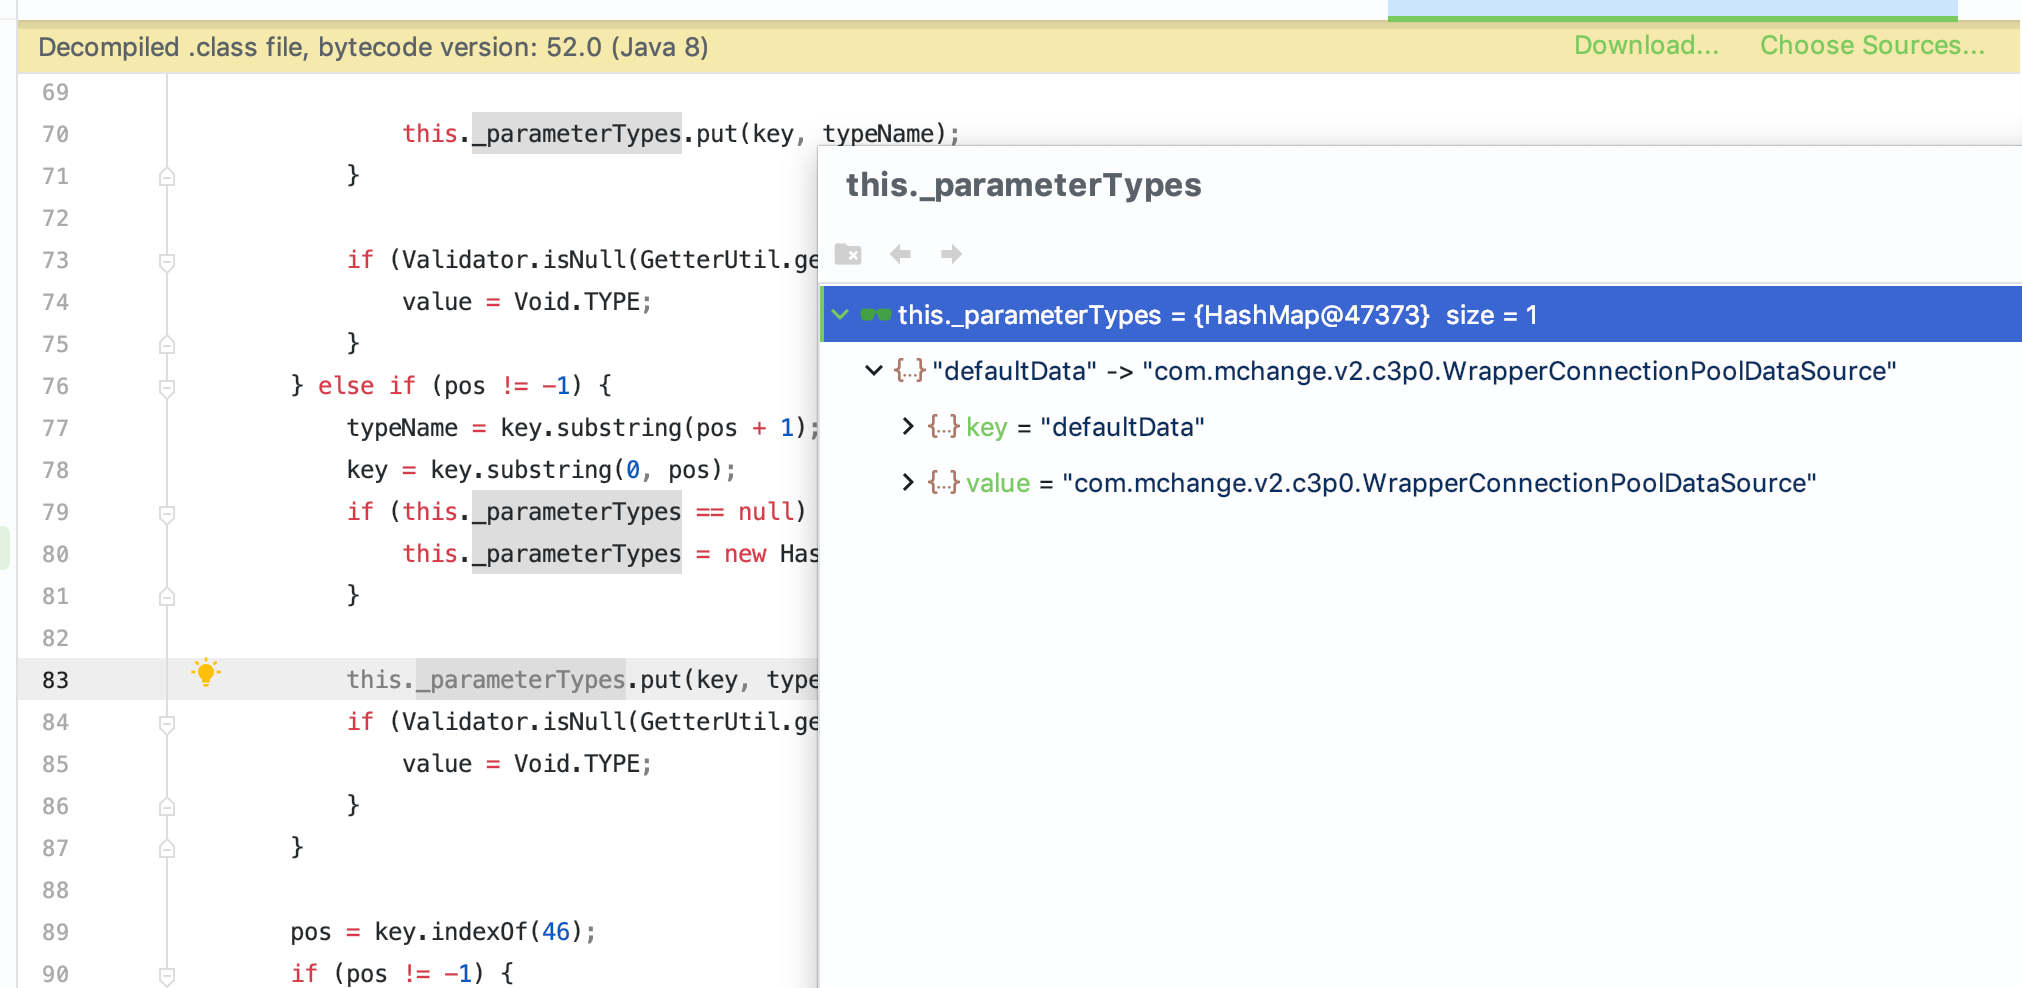 Decompiled .class file, bytecode version: 52.0 (Java 8)
Download...
Choose Sources...
69
70 this._parameterTypes.put(key, typeName);
71 }
72
73 if (Validator.isNull(GetterUtil.ge
74 value = Void.TYPE;
75 }
76 } else if (pos != -1) {
77 typeName = key.substring(pos + 1);
78 key = key.substring(0, pos);
79 if (this._parameterTypes == null)
80 this._parameterTypes = new Has
81 }
82
83 this._parameterTypes.put(key, type
84 if (Validator.isNull(GetterUtil.ge
85 value = Void.TYPE;
86 }
87 }
88
89 pos = key.indexOf(46);
90 if (pos != -1) {
this._parameterTypes
this._parameterTypes = {HashMap@47373} size = 1
{...} "defaultData" -> "com.mchange.v2.c3p0.WrapperConnectionPoolDataSource"
{...} key = "defaultData"
{...} value = "com.mchange.v2.c3p0.WrapperConnectionPoolDataSource"